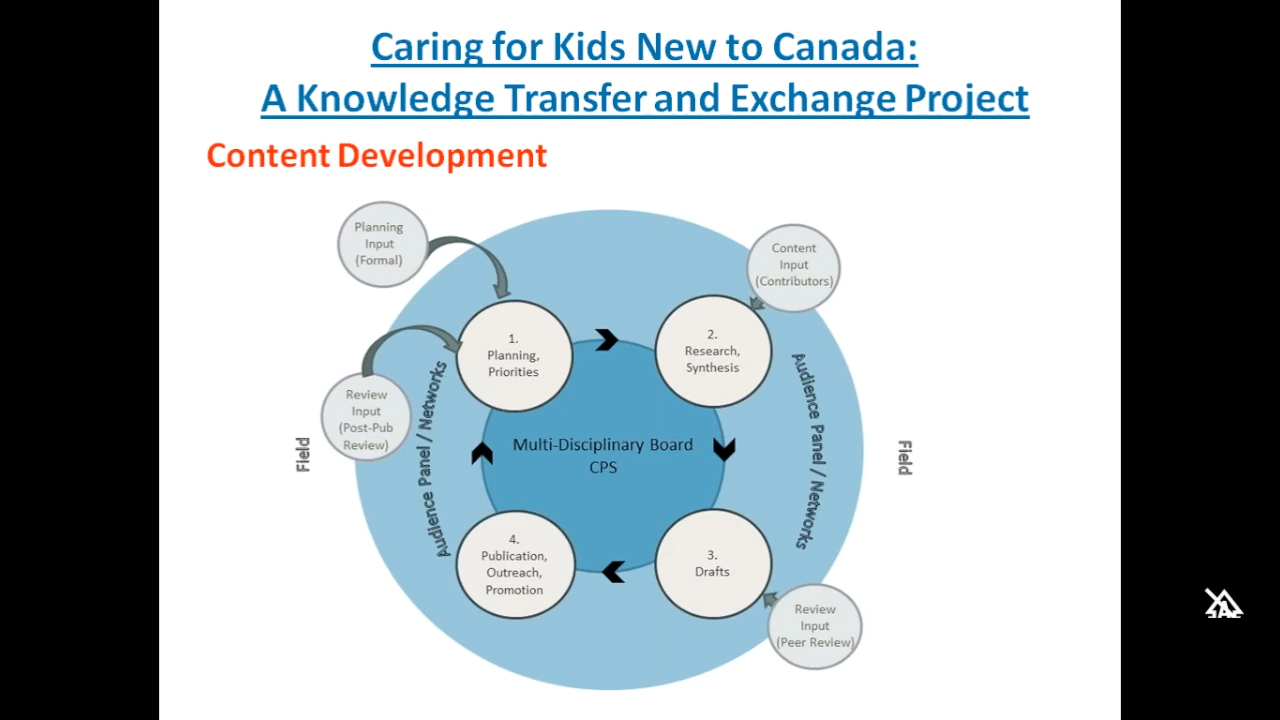 Caring for Kids New to Canada:
A Knowledge Transfer and Exchange Project
Content Development
Planning
Input
(Formal)
Content
Input
(Contributors)
1.
Planning,
Priorities
2.
Research,
Synthesis
Review
Input
(Post-Pub
Review)
Audience Panel / Networks
Audience Panel / Networks
Field
Field
Multi-Disciplinary Board
CPS
4.
Publication,
Outreach,
Promotion
3.
Drafts
Review
Input
(Peer Review)